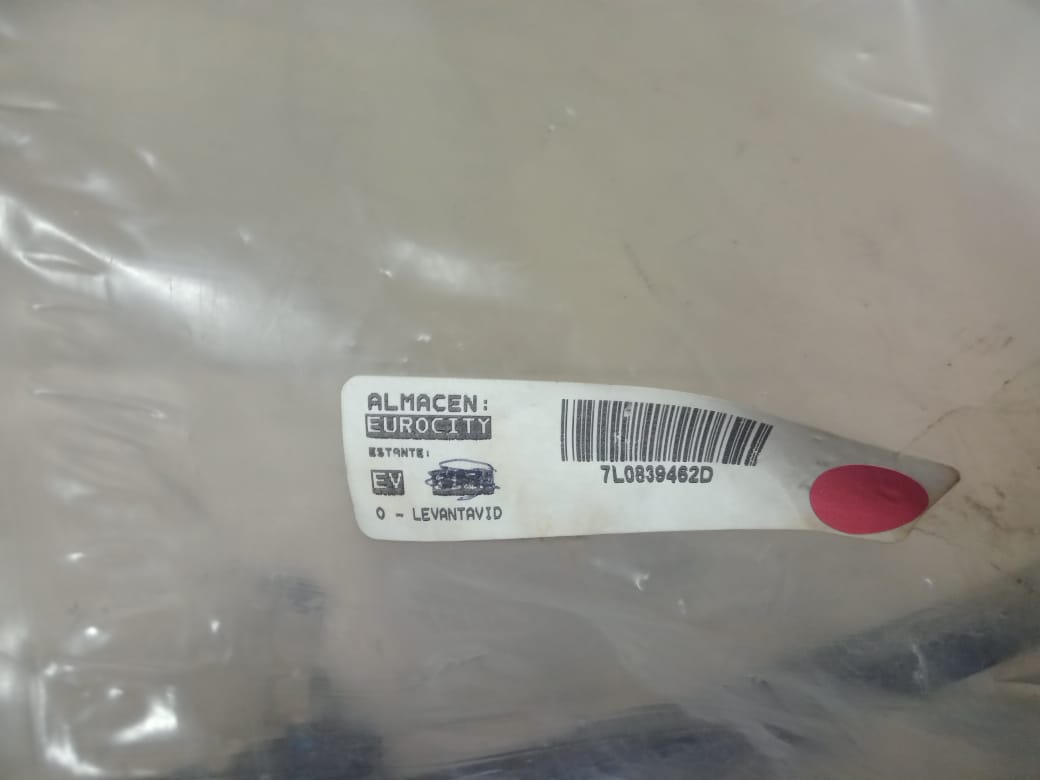 ALMACEN:
EUROCITY
ESTANTE:
EV
0 - LEVANTAVID
7L0839462D